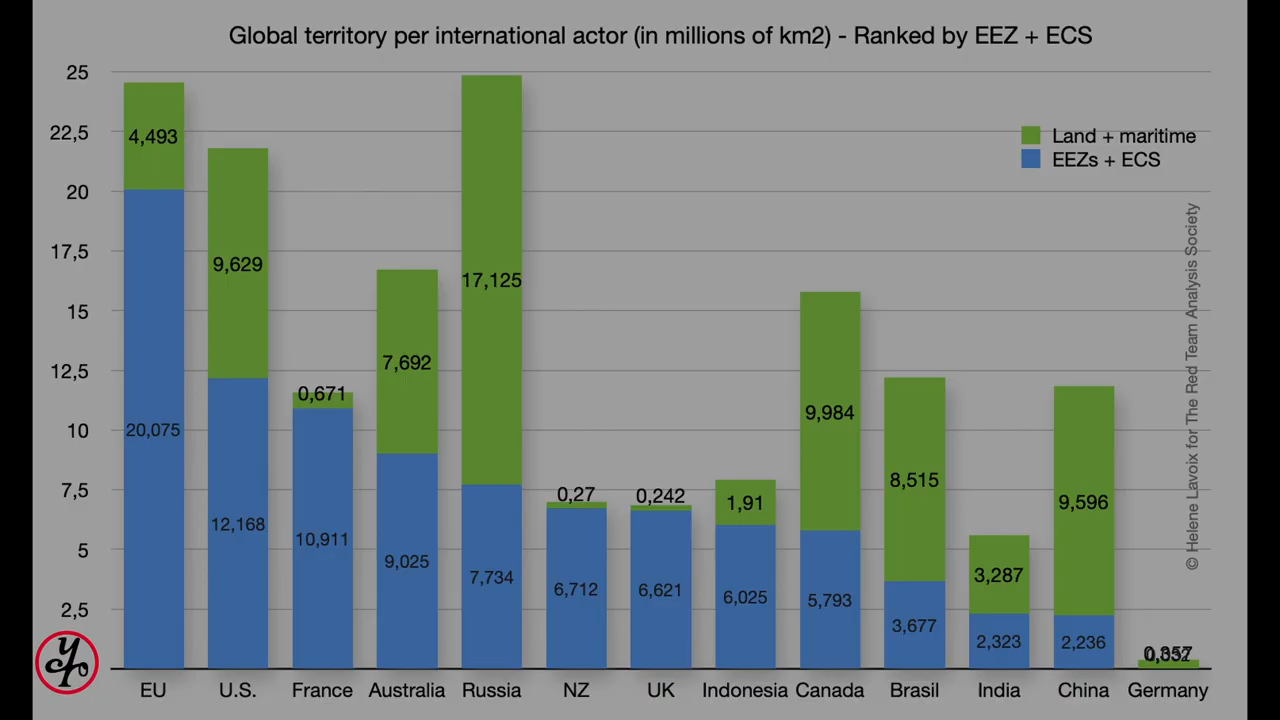 Global territory per international actor (in millions of km2) - Ranked by EEZ + ECS
25
22,5
20
17,5
15
12,5
10
7,5
5
2,5
Land + maritime
EEZs + ECS
4,493
9,629
0,671
7,692
17,125
0,27
0,242
1,91
9,984
8,515
3,287
9,596
0,357
20,075
12,168
10,911
9,025
7,734
6,712
6,621
6,025
5,793
3,677
2,323
2,236
EU
U.S.
France
Australia
Russia
NZ
UK
Indonesia
Canada
Brasil
India
China
Germany
© Helene Lavoix for The Red Team Analysis Society